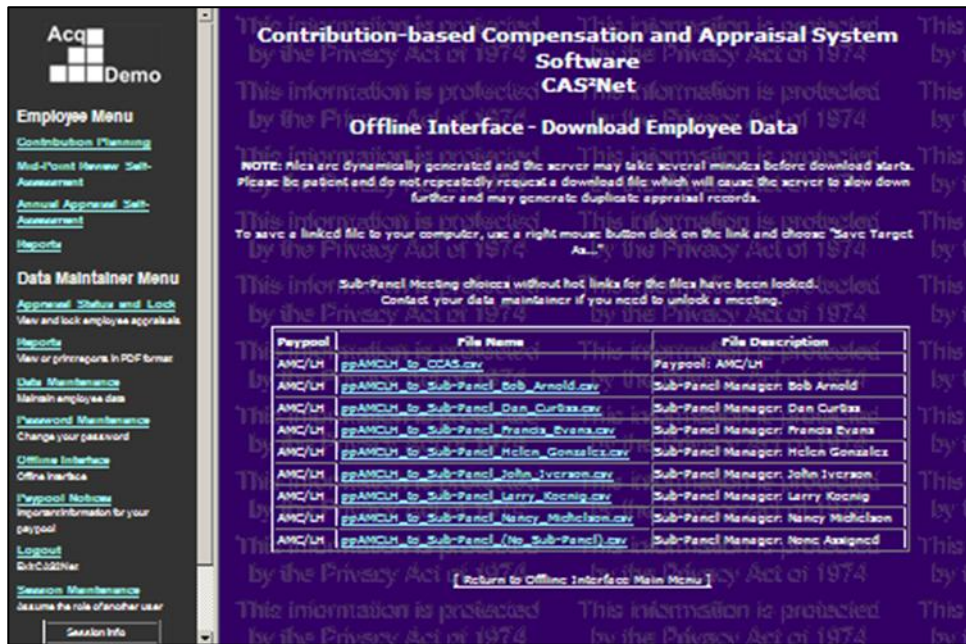 Acq
Demo
Employee Menu
Contribution Planning
Mid-Point Review Self-
Assessment
Annual Appraisal Self-
Assessment
Reports
Data Maintainer Menu
Appraisal Status and Lock
View and lock employee appraisals
Reports
View or print reports in PDF format
Data Maintenance
Maintain employee data
Password Maintenance
Change your password
Offline Interface
Offline Interface
Paypool Notices
Important information for your
paypool
Logout
Exit CAS2Net
Session Maintenance
Assume the role of another user
Session Info
Contribution-based Compensation and Appraisal System
Software
CAS²Net
Offline Interface - Download Employee Data
NOTE: Files are dynamically generated and the server may take several minutes before download starts.
Please be patient and do not repeatedly request a download file which will cause the server to slow down
further and may generate duplicate appraisal records.
To save a linked file to your computer, use a right mouse button click on the link and choose "Save Target
As..."
Sub-Panel Meeting choices without hot links for the files have been locked.
Contact your data maintainer if you need to unlock a meeting.
Paypool File Name File Description
AMC/LH ppAMCLH_to_CCAS.csv Paypool: AMC/LH
AMC/LH ppAMCLH_to_Sub-Panel_Bob_Arnold.csv Sub-Panel Manager: Bob Arnold
AMC/LH ppAMCLH_to_Sub-Panel_Dan_Curtiss.csv Sub-Panel Manager: Dan Curtiss
AMC/LH ppAMCLH_to_Sub-Panel_Francis_Evans.csv Sub-Panel Manager: Francis Evans
AMC/LH ppAMCLH_to_Sub-Panel_Helen_Gonzalez.csv Sub-Panel Manager: Helen Gonzalez
AMC/LH ppAMCLH_to_Sub-Panel_John_Iverson.csv Sub-Panel Manager: John Iverson
AMC/LH ppAMCLH_to_Sub-Panel_Larry_Koenig.csv Sub-Panel Manager: Larry Koenig
AMC/LH ppAMCLH_to_Sub-Panel_Nancy_Michelson.csv Sub-Panel Manager: Nancy Michelson
AMC/LH ppAMCLH_to_Sub-Panel_(No_Sub-Panel).csv Sub-Panel Manager: None Assigned
[ Return to Offline Interface Main Menu ]
This information is protected
by the Privacy Act of 1974